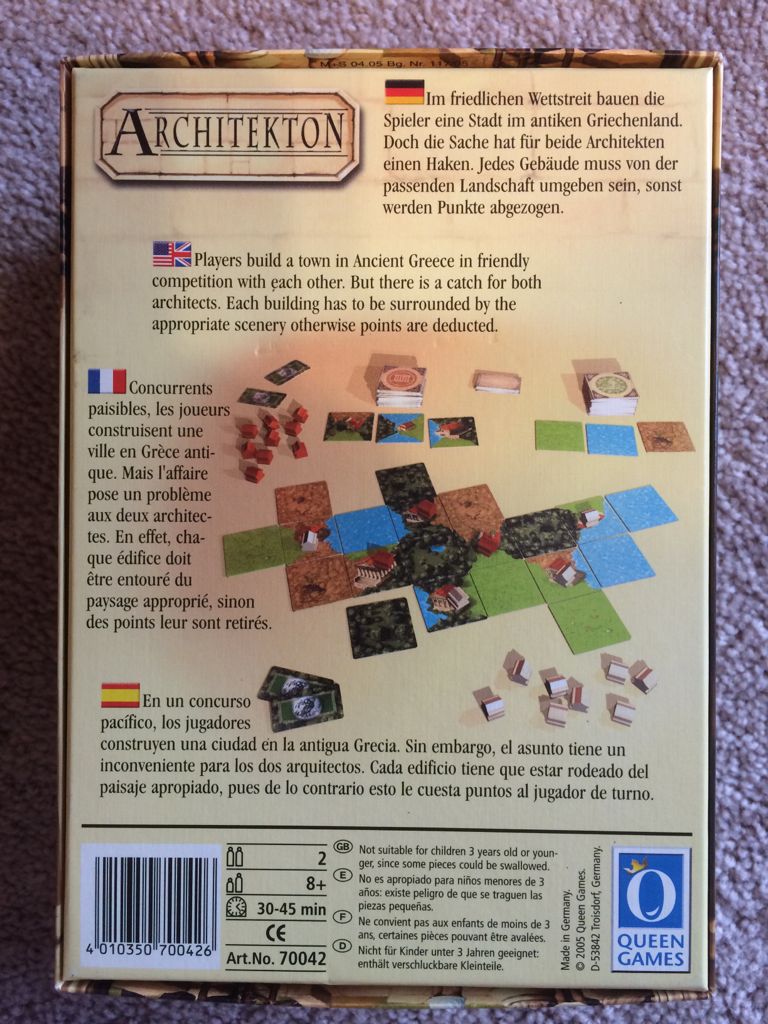 M+S 04.05 Bg. Nr.
ARCHITEKTON
Im friedlichen Wettstreit bauen die
Spieler eine Stadt im antiken Griechenland.
Doch die Sache hat für beide Architekten
einen Haken. Jedes Gebäude muss von der
passenden Landschaft umgeben sein, sonst
werden Punkte abgezogen.
Players build a town in Ancient Greece in friendly
competition with each other. But there is a catch for both
architects. Each building has to be surrounded by the
appropriate scenery otherwise points are deducted.
Concurrents
paisibles, les joueurs
construisent une
ville en Grèce anti-
que. Mais l'affaire
pose un problème
aux deux architec-
tes. En effet, cha-
que édifice doit
être entouré du
paysage approprié, sinon
des points leur sont retirés.
En un concurso
pacífico, los jugadores
construyen una ciudad en la antigua Grecia. Sin embargo, el asunto tiene un
inconveniente para los dos arquitectos. Cada edificio tiene que estar rodeado del
paisaje apropiado, pues de lo contrario esto le cuesta puntos al jugador de turno.
4 010350 700426
2
8+
30-45 min
CE
Art.No. 70042
GB Not suitable for children 3 years old or youn-
ger, since some pieces could be swallowed.
E No es apropiado para niños menores de 3
años: existe peligro de que se traguen las
piezas pequeñas.
F Ne convient pas aux enfants de moins de 3
ans, certaines pièces pouvant être avalées.
D Nicht für Kinder unter 3 Jahren geeignet:
enthält verschluckbare Kleinteile.
Made in Germany.
© 2005 Queen Games.
D-53842 Troisdorf, Germany.
Q
QUEEN
GAMES